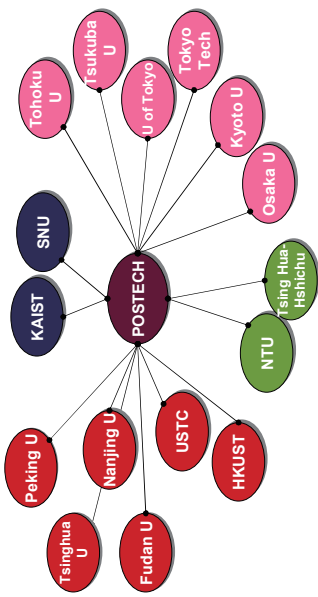 Peking U
Tsinghua
U
Nanjing U
Fudan U
USTC
HKUST
KAIST
SNU
POSTECH
Tohoku
U
Tsukuba
U
U of Tokyo
Tokyo
Tech
Kyoto U
Osaka U
NTU
Tsing Hua-
Hshichu